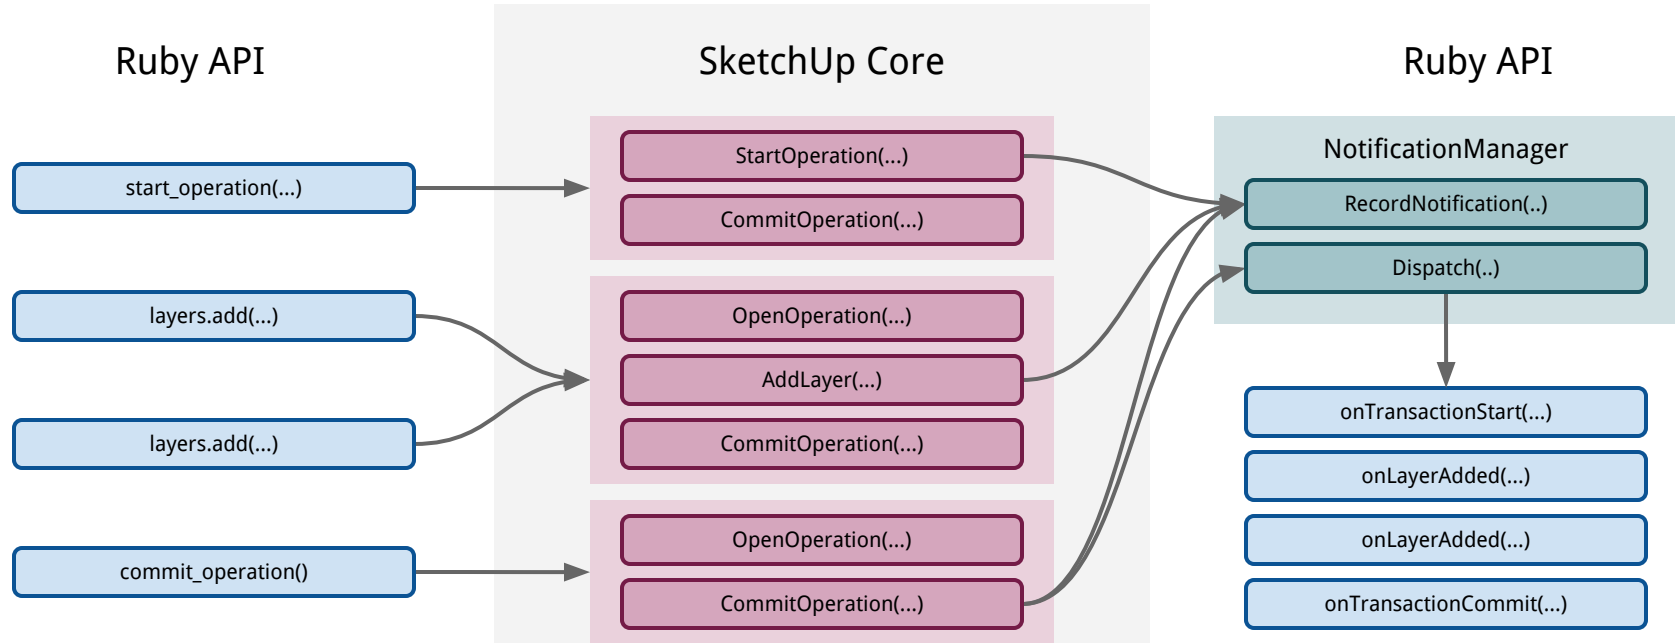 Ruby API
start_operation(...)
layers.add(...)
layers.add(...)
commit_operation()
SketchUp Core
StartOperation(...)
CommitOperation(...)
OpenOperation(...)
AddLayer(...)
CommitOperation(...)
OpenOperation(...)
CommitOperation(...)
Ruby API
NotificationManager
RecordNotification(..)
Dispatch(..)
onTransactionStart(...)
onLayerAdded(...)
onLayerAdded(...)
onTransactionCommit(...)